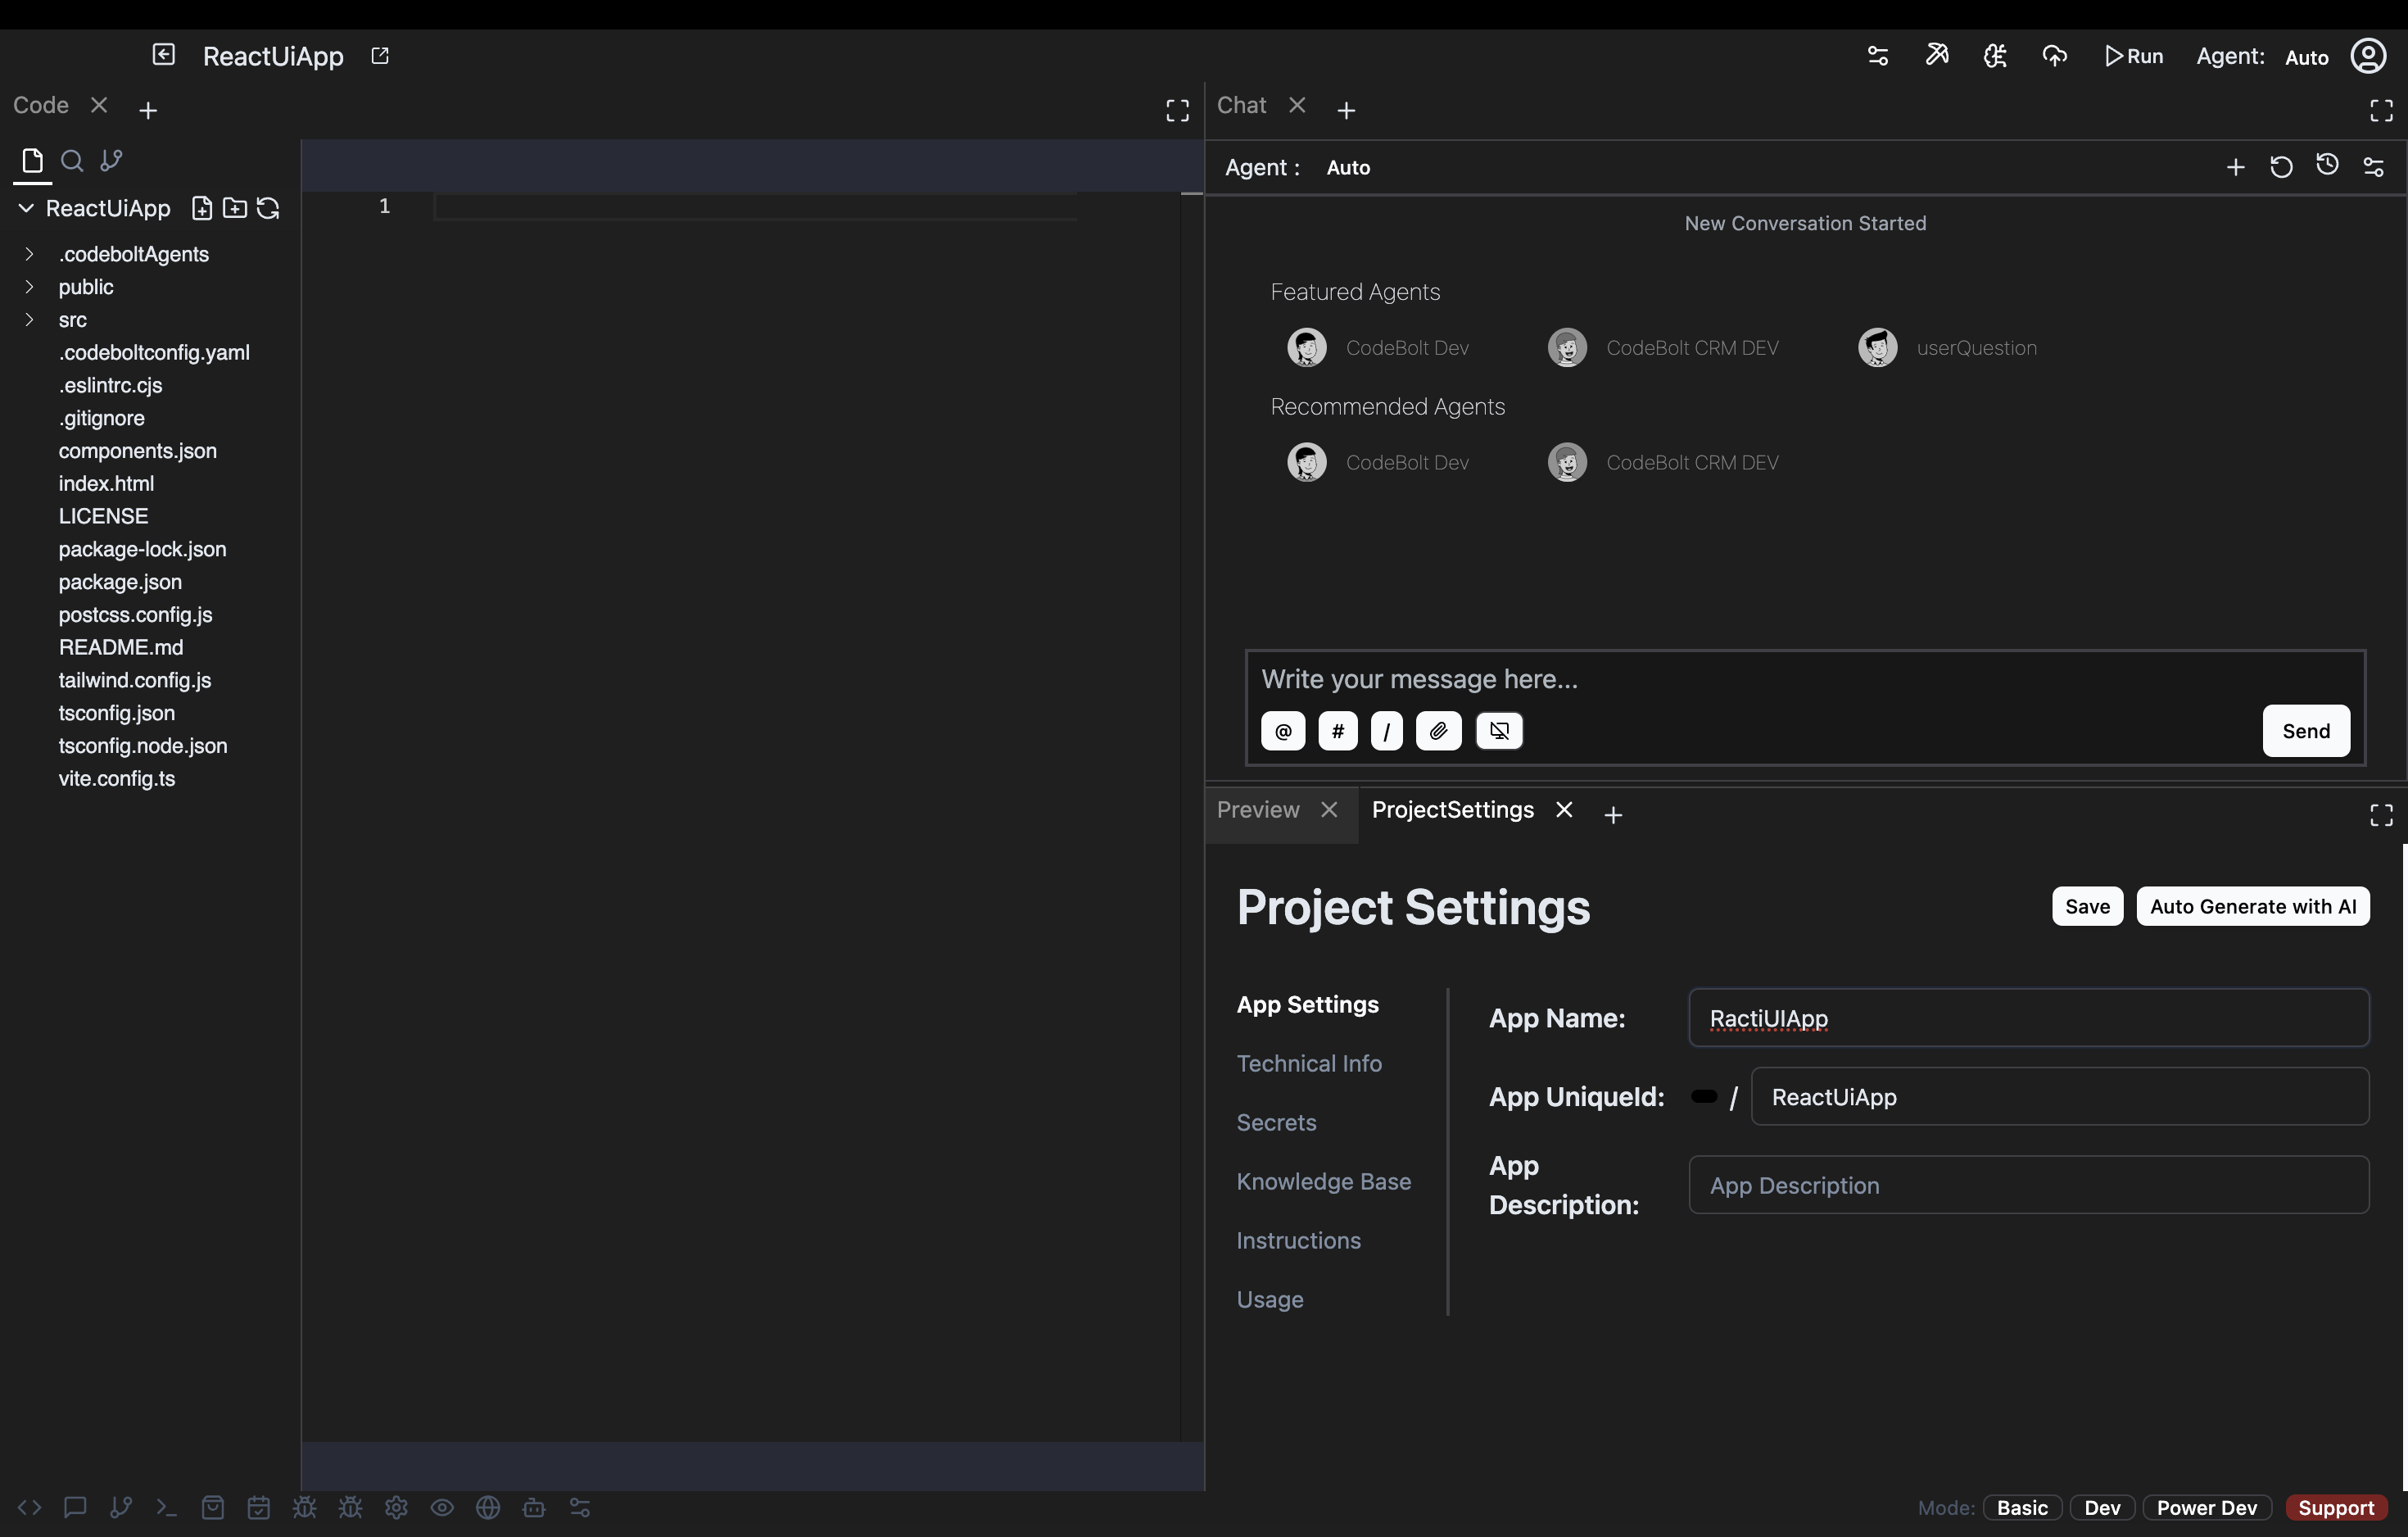 ReactUiApp
Run Agent: Auto
Code
ReactUiApp
.codeboltAgents
public
src
.codeboltconfig.yaml
.eslintrc.cjs
.gitignore
components.json
index.html
LICENSE
package-lock.json
package.json
postcss.config.js
README.md
tailwind.config.js
tsconfig.json
tsconfig.node.json
vite.config.ts
1
Chat
Agent : Auto
New Conversation Started
Featured Agents
CodeBolt Dev CodeBolt CRM DEV userQuestion
Recommended Agents
CodeBolt Dev CodeBolt CRM DEV
Write your message here...
@ # / Send
Preview ProjectSettings
Project Settings
Save Auto Generate with AI
App Settings
Technical Info
Secrets
Knowledge Base
Instructions
Usage
App Name: RactiUIApp
App UniqueId: / ReactUiApp
App
Description:
App Description
Mode: Basic Dev Power Dev Support